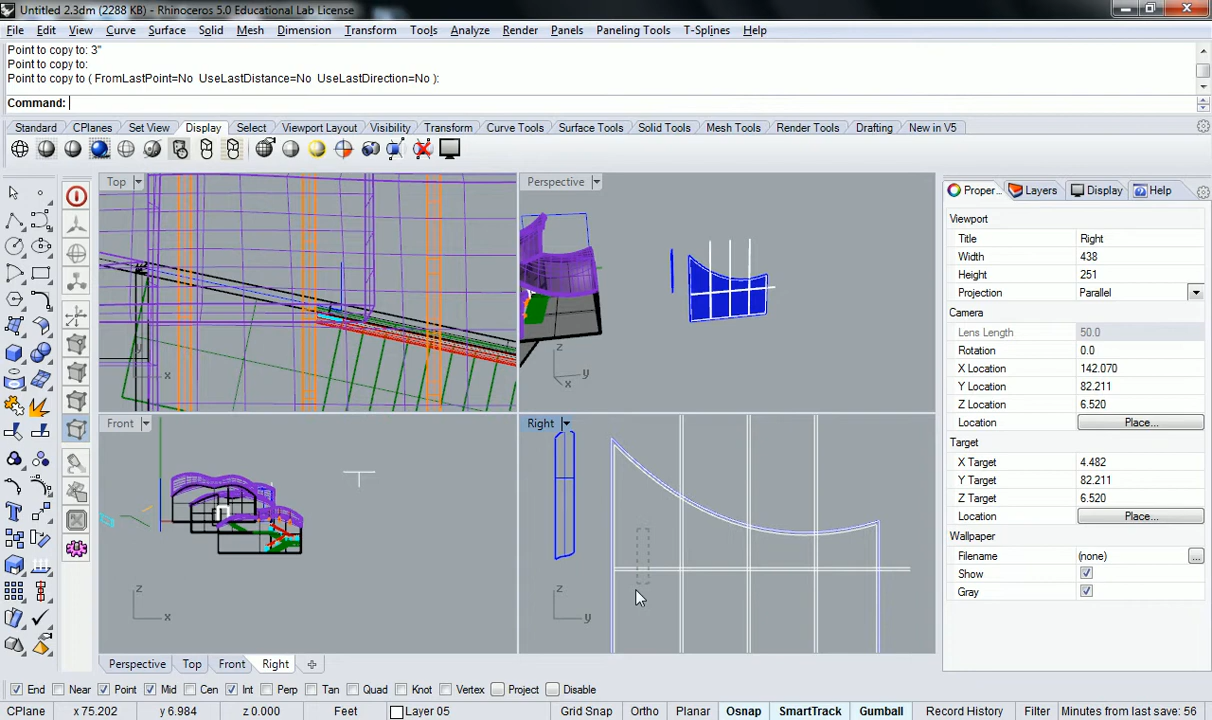 Untitled 2.3dm (2288 KB) - Rhinoceros 5.0 Educational Lab License
File Edit View Curve Surface Solid Mesh Dimension Transform Tools Analyze Render Panels Paneling Tools T-Splines Help
Point to copy to: 3"
Point to copy to:
Point to copy to ( FromLastPoint=No UseLastDistance=No UseLastDirection=No ):
Command:
Standard CPlanes Set View Display Select Viewport Layout Visibility Transform Curve Tools Surface Tools Solid Tools Mesh Tools Render Tools Drafting New in V5
Top
Perspective
Proper... Layers Display Help
Viewport
Title Right
Width 438
Height 251
Projection Parallel
Camera
Lens Length 50.0
Rotation 0.0
X Location 142.070
Y Location 82.211
Z Location 6.520
Location Place...
Target
X Target 4.482
Y Target 82.211
Z Target 6.520
Location Place...
Wallpaper
Filename (none) ...
Show
Gray
y x
z x y
Front
Right
z x
z y
Perspective Top Front Right
End Near Point Mid Cen Int Perp Tan Quad Knot Vertex Project Disable
CPlane x 75.202 y 6.984 z 0.000 Feet Layer 05 Grid Snap Ortho Planar Osnap SmartTrack Gumball Record History Filter Minutes from last save: 56